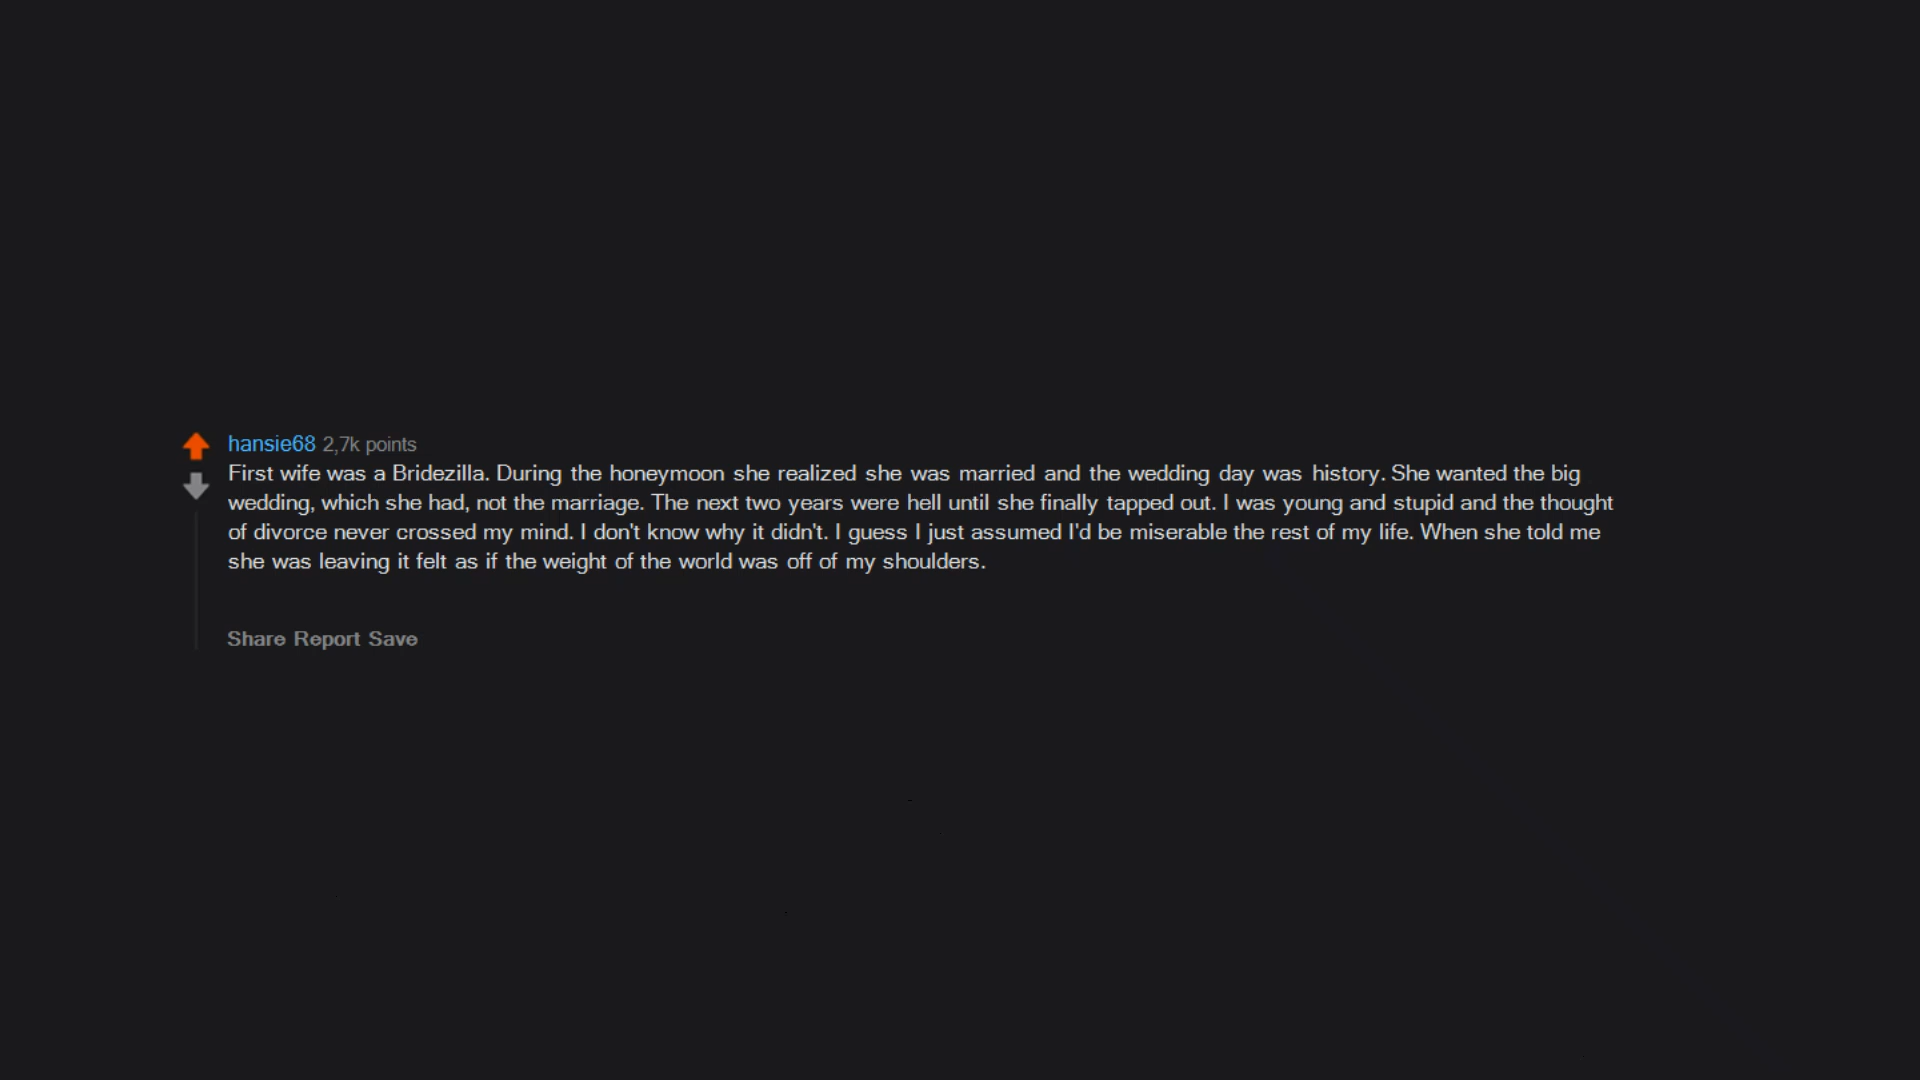 hansie68 2,7k points
First wife was a Bridezilla. During the honeymoon she realized she was married and the wedding day was history. She wanted the big
wedding, which she had, not the marriage. The next two years were hell until she finally tapped out. I was young and stupid and the thought
of divorce never crossed my mind. I don't know why it didn't. I guess I just assumed I'd be miserable the rest of my life. When she told me
she was leaving it felt as if the weight of the world was off of my shoulders.
Share Report Save